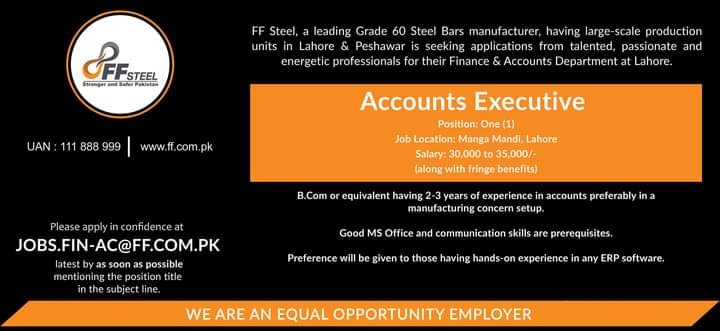 FF STEEL
Stronger and Safer Pakistan
UAN : 111 888 999 | www.ff.com.pk
Please apply in confidence at
JOBS.FIN-AC@FF.COM.PK
latest by as soon as possible
mentioning the position title
in the subject line.
FF Steel, a leading Grade 60 Steel Bars manufacturer, having large-scale production
units in Lahore & Peshawar is seeking applications from talented, passionate and
energetic professionals for their Finance & Accounts Department at Lahore.
Accounts Executive
Position: One (1)
Job Location: Manga Mandi, Lahore
Salary: 30,000 to 35,000/-
(along with fringe benefits)
B.Com or equivalent having 2-3 years of experience in accounts preferably in a
manufacturing concern setup.
Good MS Office and communication skills are prerequisites.
Preference will be given to those having hands-on experience in any ERP software.
WE ARE AN EQUAL OPPORTUNITY EMPLOYER